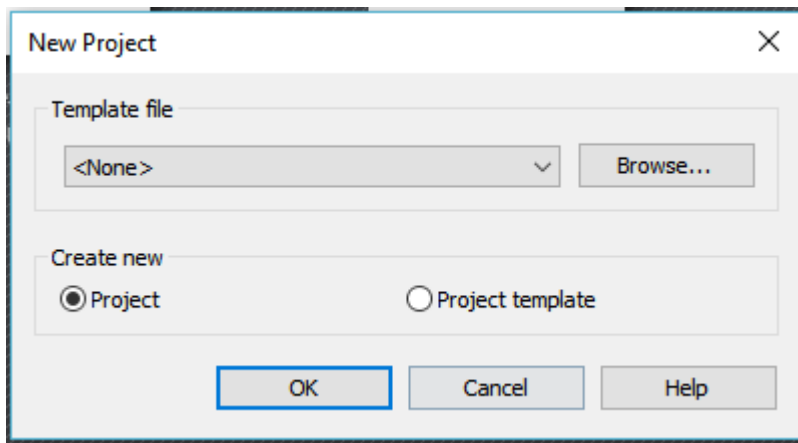 New Project
Template file
<None>
Browse...
Create new
Project
Project template
OK
Cancel
Help